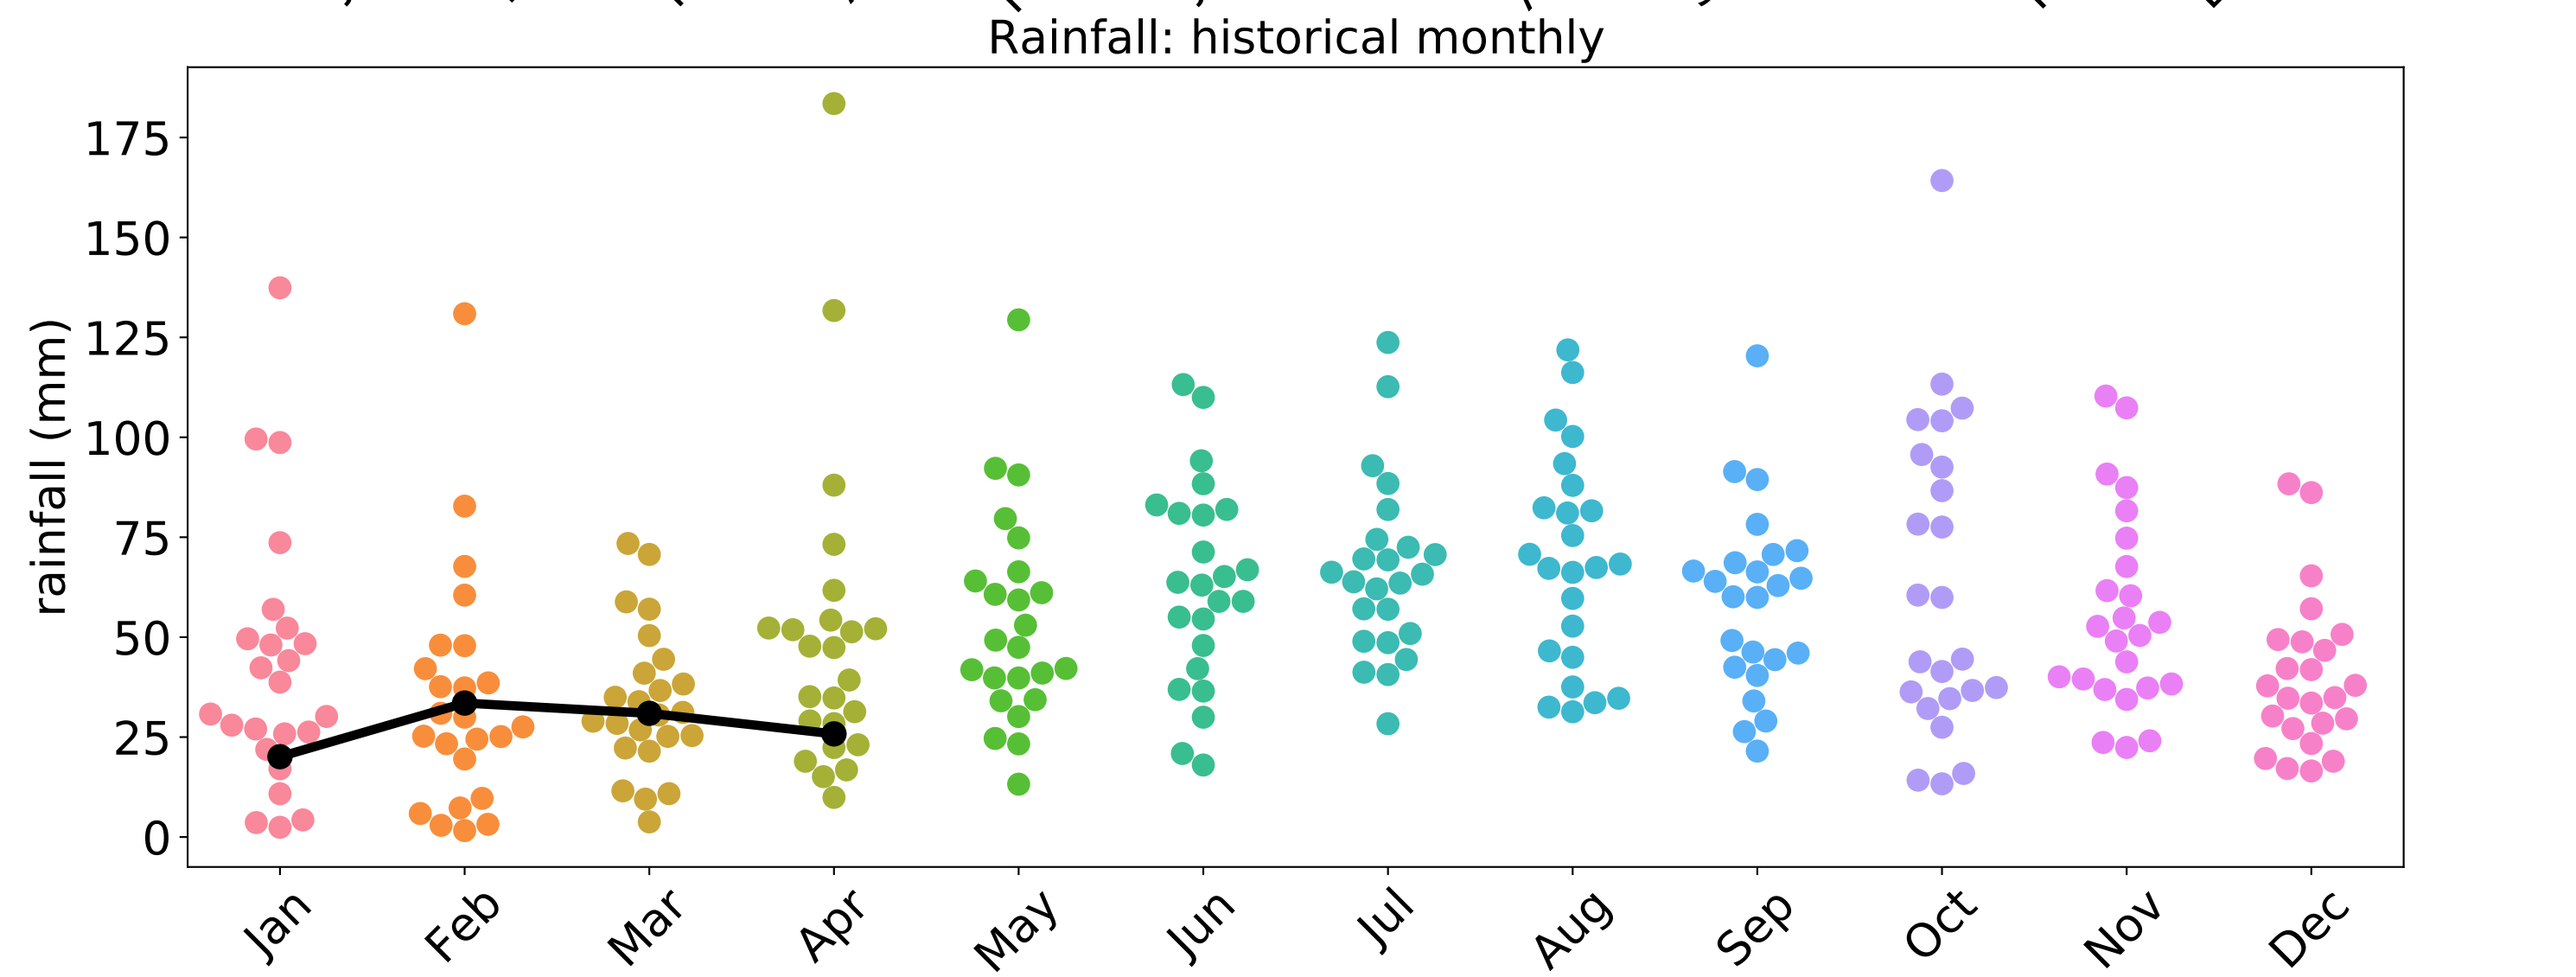 Rainfall: historical monthly
rainfall (mm)
175
150
125
100
75
50
25
0
Jan
Feb
Mar
Apr
May
Jun
Jul
Aug
Sep
Oct
Nov
Dec